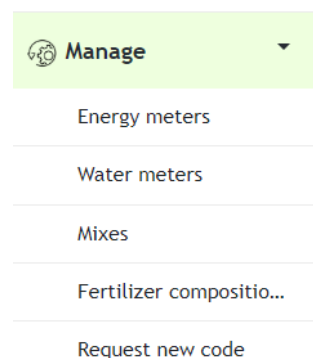 Manage
Energy meters
Water meters
Mixes
Fertilizer compositio...
Request new code